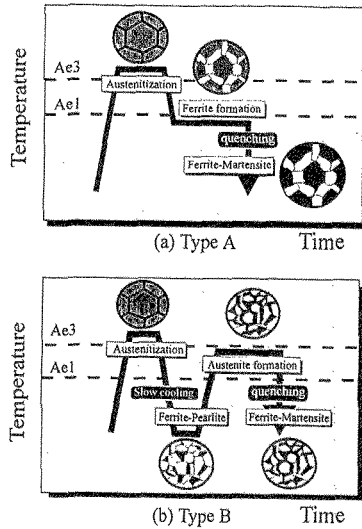 Temperature
Ae3
Ae1
Austenitization
Ferrite formation
quenching
Ferrite-Martensite
(a) Type A
Time
Temperature
Ae3
Ae1
Austenitization
Austenite formation
Slow cooling
quenching
Ferrite-Pearlite
Ferrite-Martensite
(b) Type B
Time